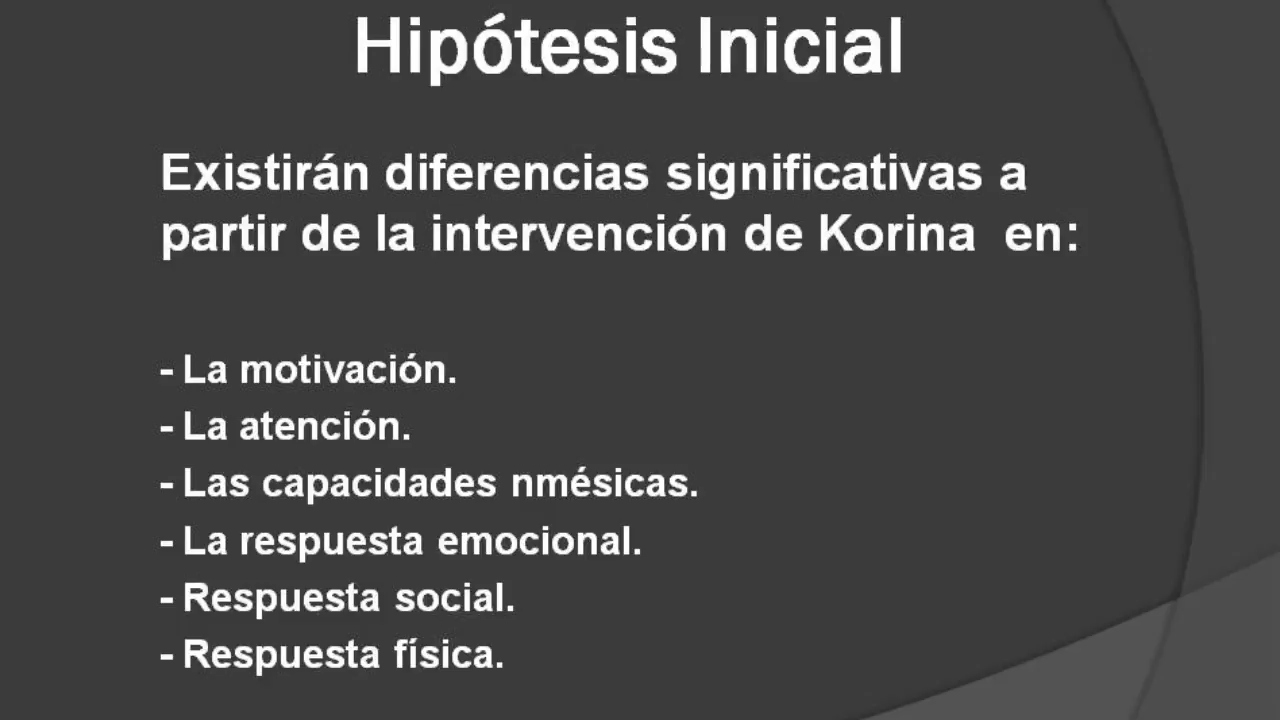 Hipótesis Inicial
Existirán diferencias significativas a
partir de la intervención de Korina en:
- La motivación.
- La atención.
- Las capacidades nmésicas.
- La respuesta emocional.
- Respuesta social.
- Respuesta física.